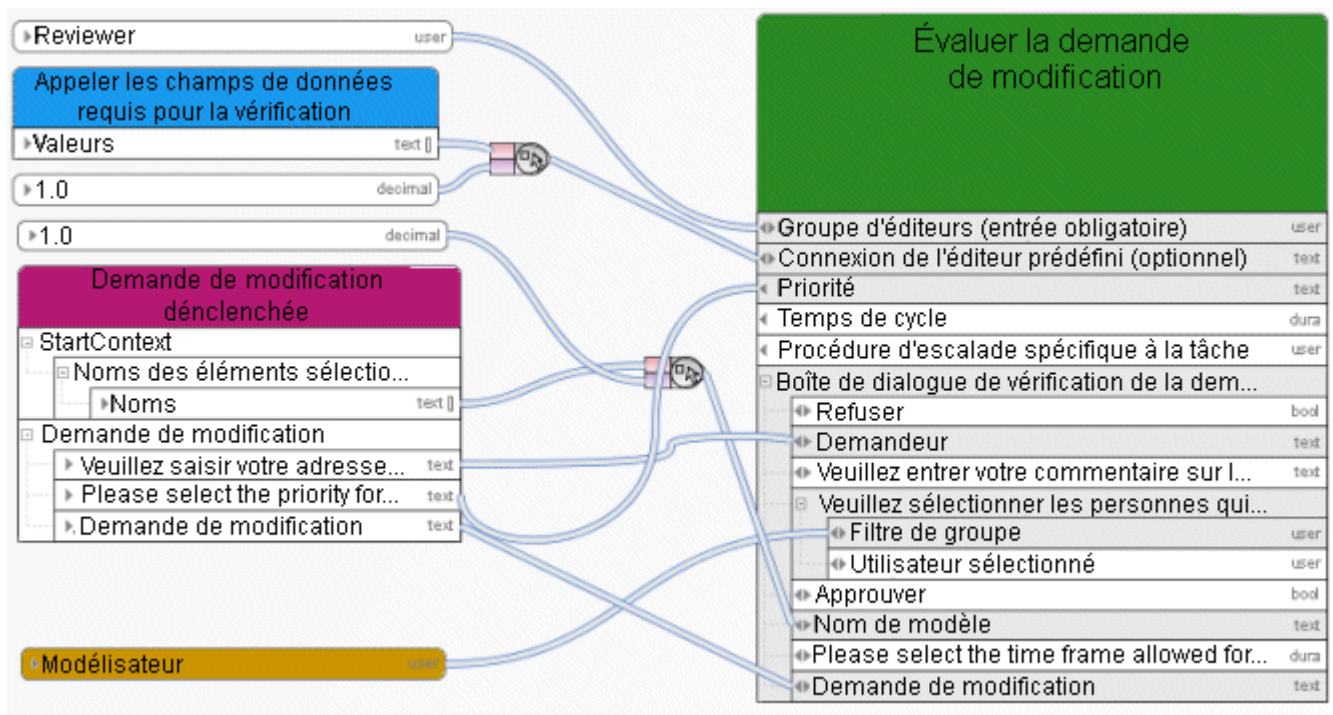 Reviewer user
Appeler les champs de données
requis pour la vérification
Valeurs text []
1.0 decimal
1.0 decimal
Demande de modification
dénclenchée
StartContext
Noms des éléments sélectio...
Noms text []
Demande de modification
Veuillez saisir votre adresse... text
Please select the priority for... text
Demande de modification text
Modélisateur user
Évaluer la demande
de modification
Groupe d'éditeurs (entrée obligatoire) user
Connexion de l'éditeur prédéfini (optionnel) text
Priorité text
Temps de cycle dura
Procédure d'escalade spécifique à la tâche user
Boîte de dialogue de vérification de la dem...
Refuser bool
Demandeur text
Veuillez entrer votre commentaire sur l... text
Veuillez sélectionner les personnes qui...
Filtre de groupe user
Utilisateur sélectionné user
Approuver bool
Nom de modèle text
Please select the time frame allowed for... dura
Demande de modification text